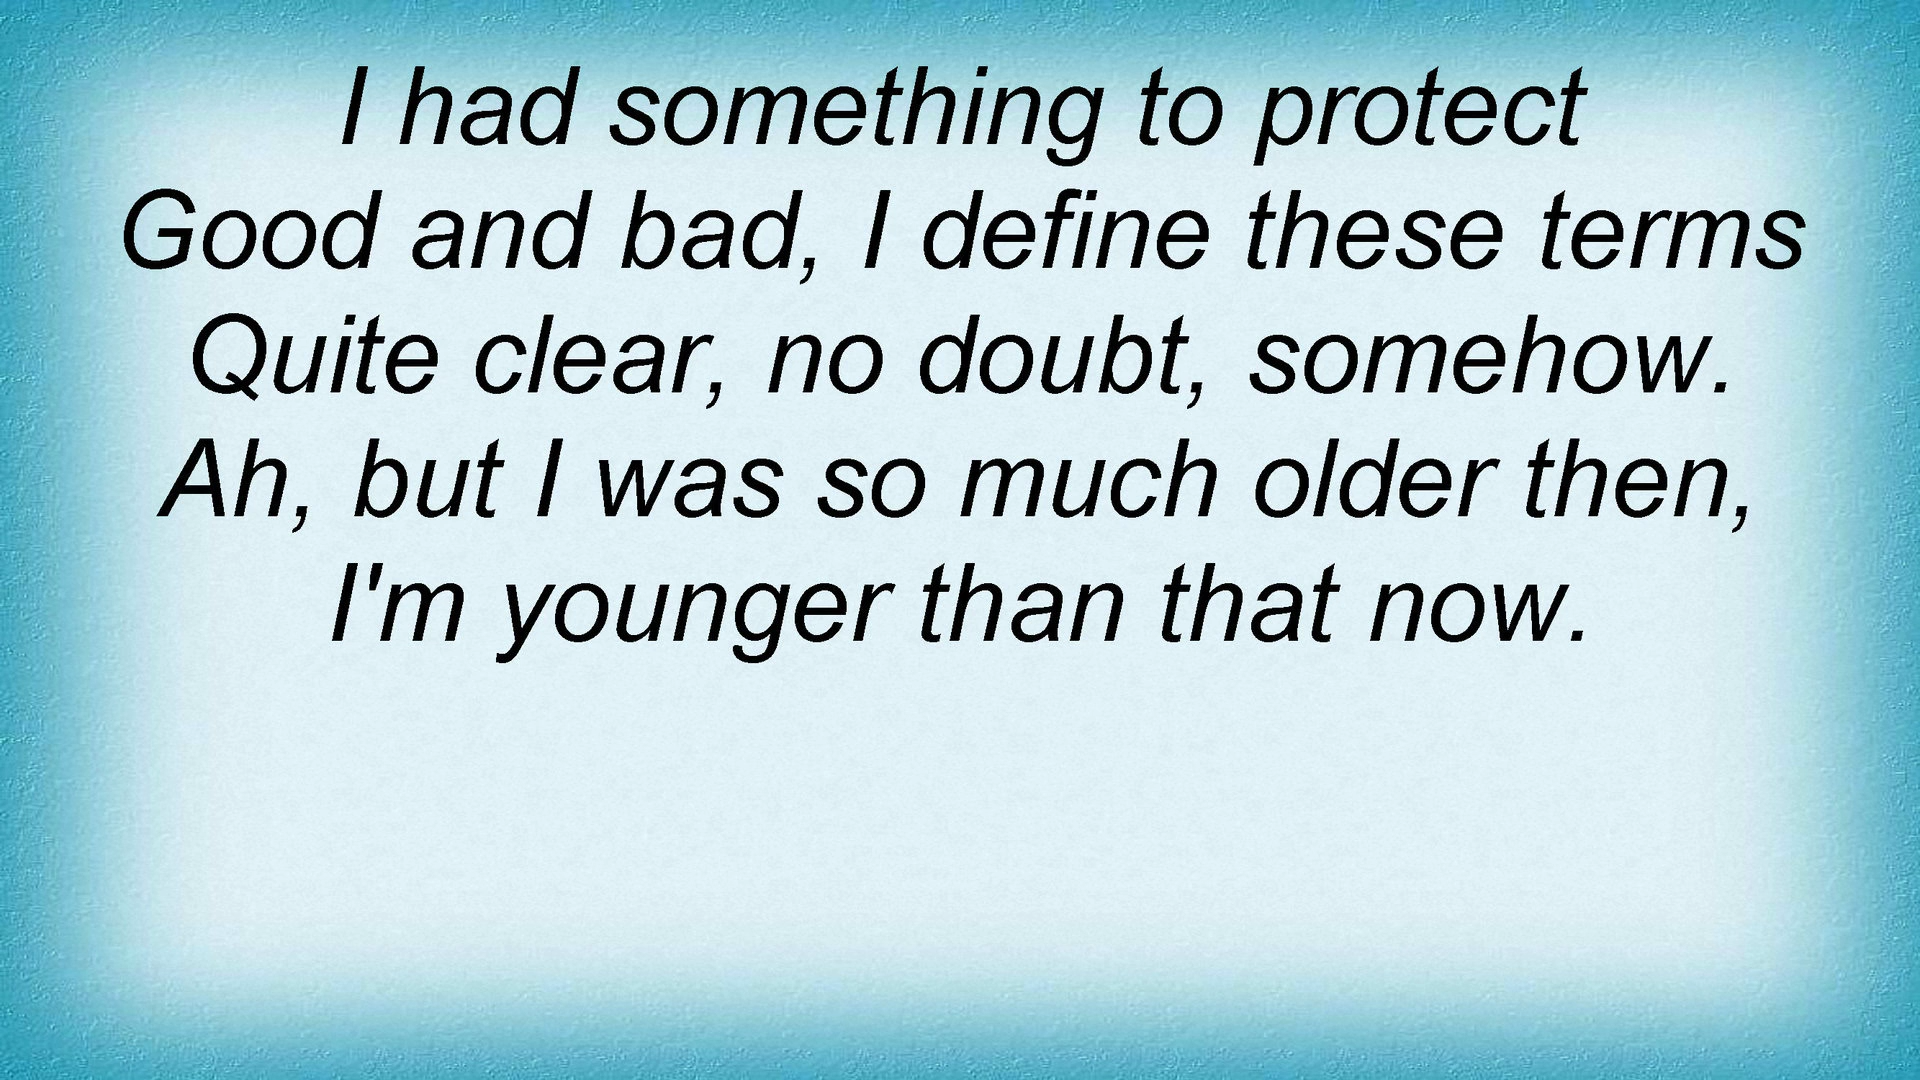 I had something to protect
Good and bad, I define these terms
Quite clear, no doubt, somehow.
Ah, but I was so much older then,
I'm younger than that now.